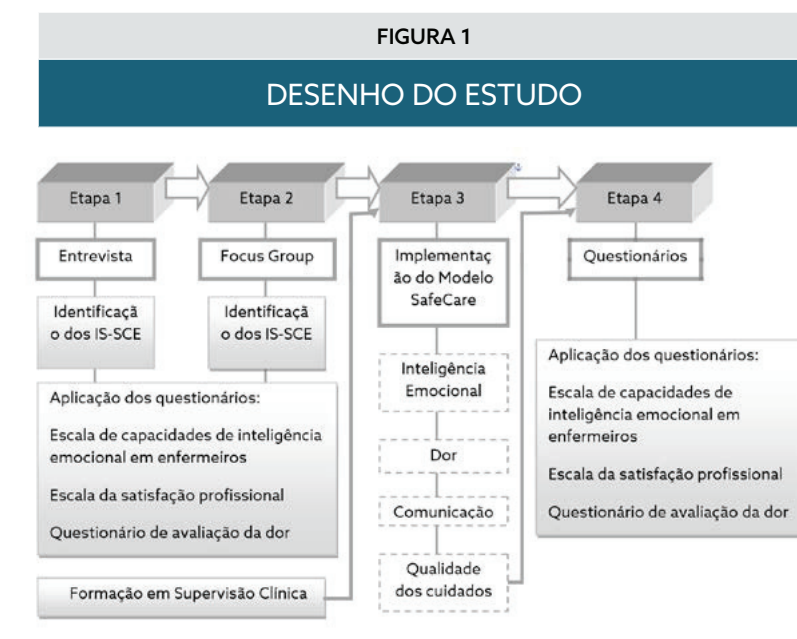 FIGURA 1
DESENHO DO ESTUDO
Etapa 1
Etapa 2
Etapa 3
Etapa 4
Entrevista
Focus Group
Implementaç
ão do Modelo
SafeCare
Questionários
Identificaçã
o dos IS-SCE
Identificaçã
o dos IS-SCE
Inteligência
Emocional
Dor
Comunicação
Qualidade
dos cuidados
Aplicação dos questionários:
Escala de capacidades de inteligência
emocional em enfermeiros
Escala da satisfação profissional
Questionário de avaliação da dor
Formação em Supervisão Clínica
Aplicação dos questionários:
Escala de capacidades de
inteligência emocional em
enfermeiros
Escala da satisfação profissional
Questionário de avaliação da dor